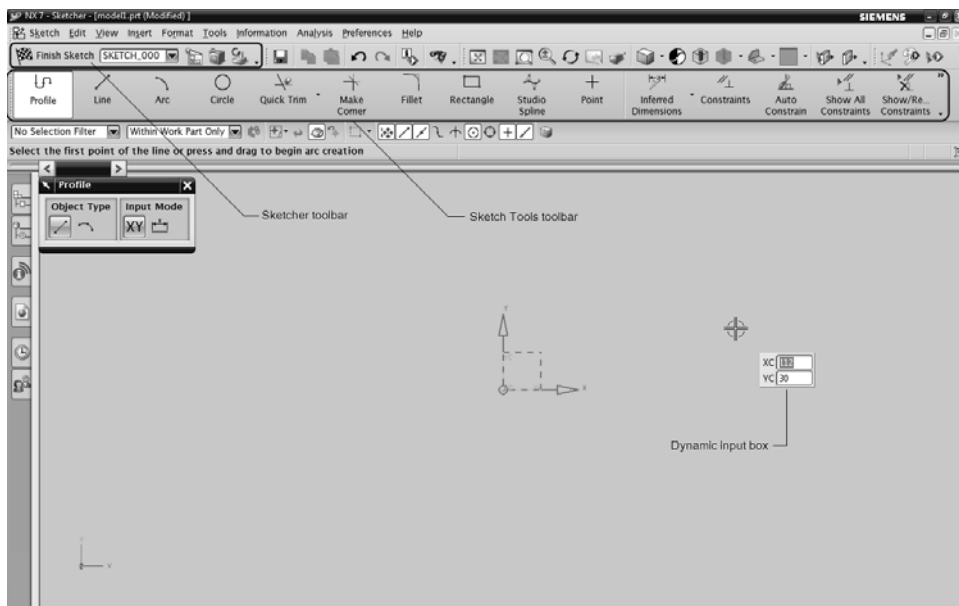 NX 7 - Sketcher - [model1.prt (Modified)]
SIEMENS
Sketch Edit View Insert Format Tools Information Analysis Preferences Help
Finish Sketch SKETCH_000
Profile
Line
Arc
Circle
Quick Trim
Make Corner
Fillet
Rectangle
Studio Spline
Point
Inferred Dimensions
Constraints
Auto Constrain
Show All Constraints
Show/Re... Constraints
No Selection Filter
Within Work Part Only
Select the first point of the line or press and drag to begin arc creation
Profile
Object Type
Input Mode
XY
Sketcher toolbar
Sketch Tools toolbar
Y
X
XC
YC 30
Dynamic input box